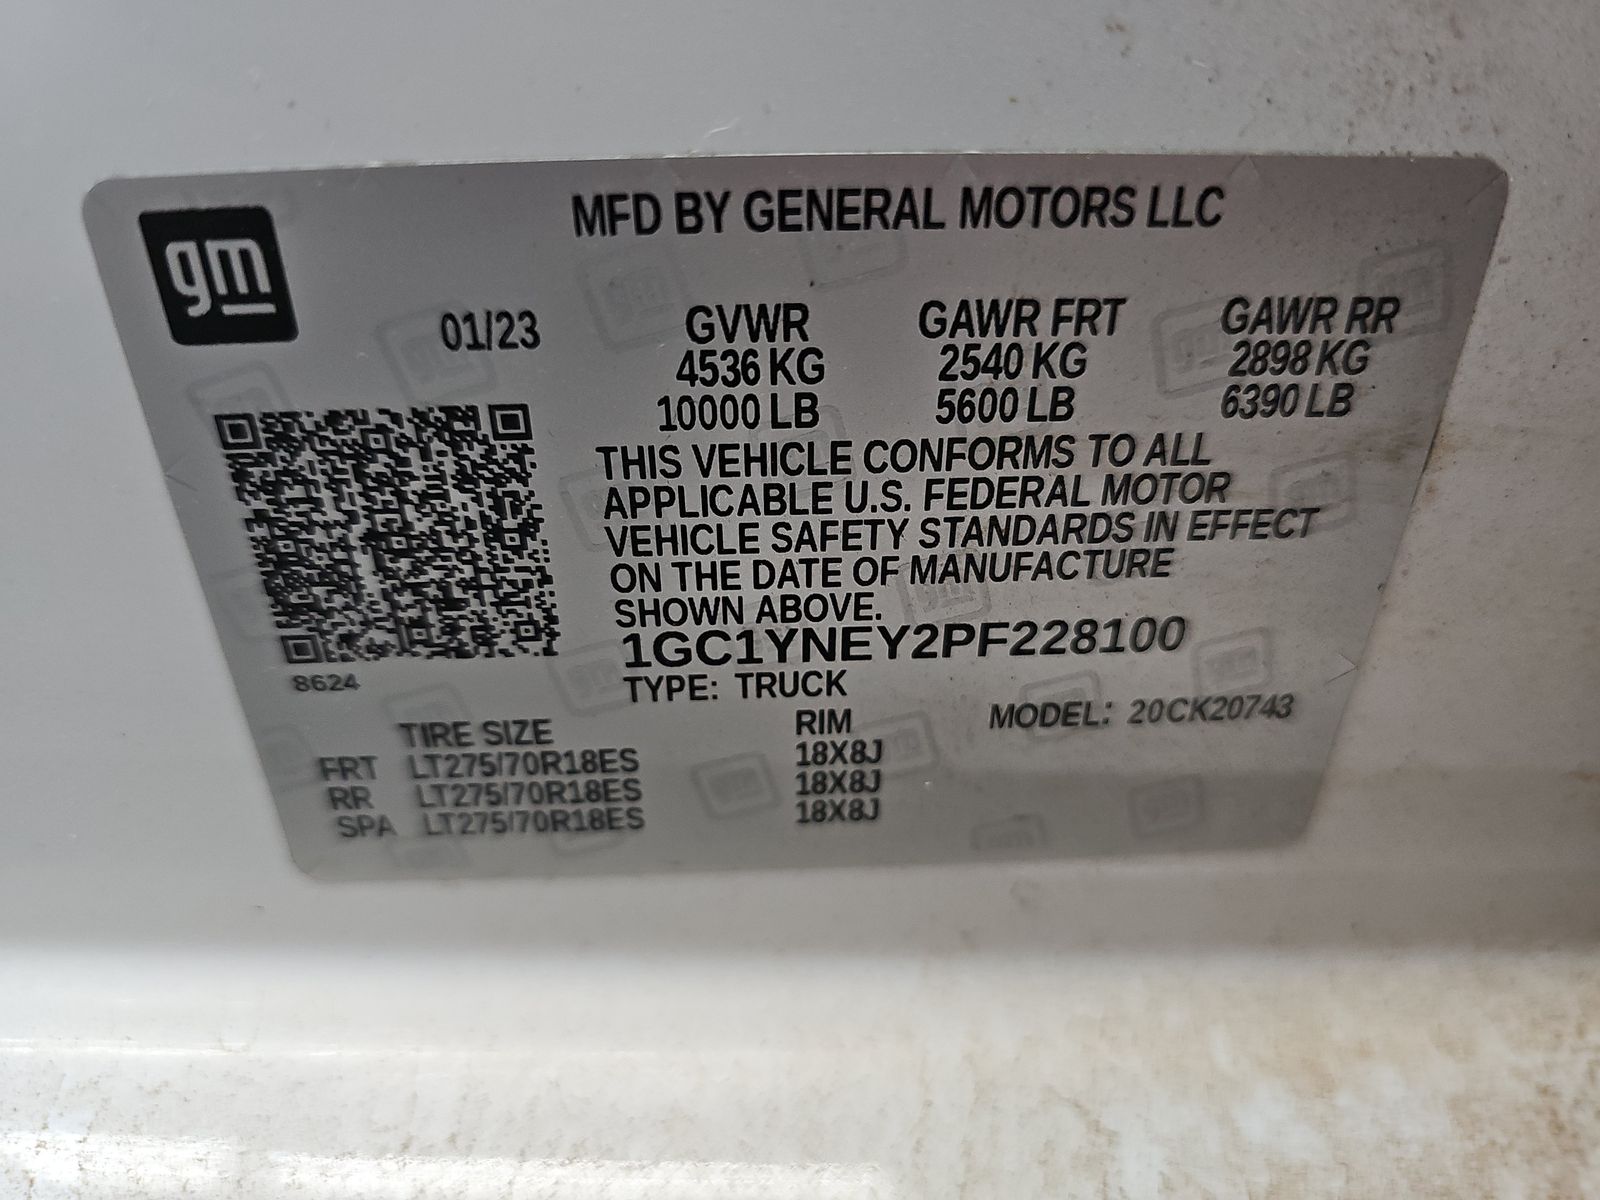 gm
MFD BY GENERAL MOTORS LLC
01/23 GVWR GAWR FRT GAWR RR
4536 KG 2540 KG 2898 KG
10000 LB 5600 LB 6390 LB
THIS VEHICLE CONFORMS TO ALL
APPLICABLE U.S. FEDERAL MOTOR
VEHICLE SAFETY STANDARDS IN EFFECT
ON THE DATE OF MANUFACTURE
SHOWN ABOVE.
1GC1YNEY2PF228100
8624
TYPE: TRUCK
MODEL: 20CK20743
TIRE SIZE RIM
FRT LT275/70R18ES 18X8J
RR LT275/70R18ES 18X8J
SPA LT275/70R18ES 18X8J